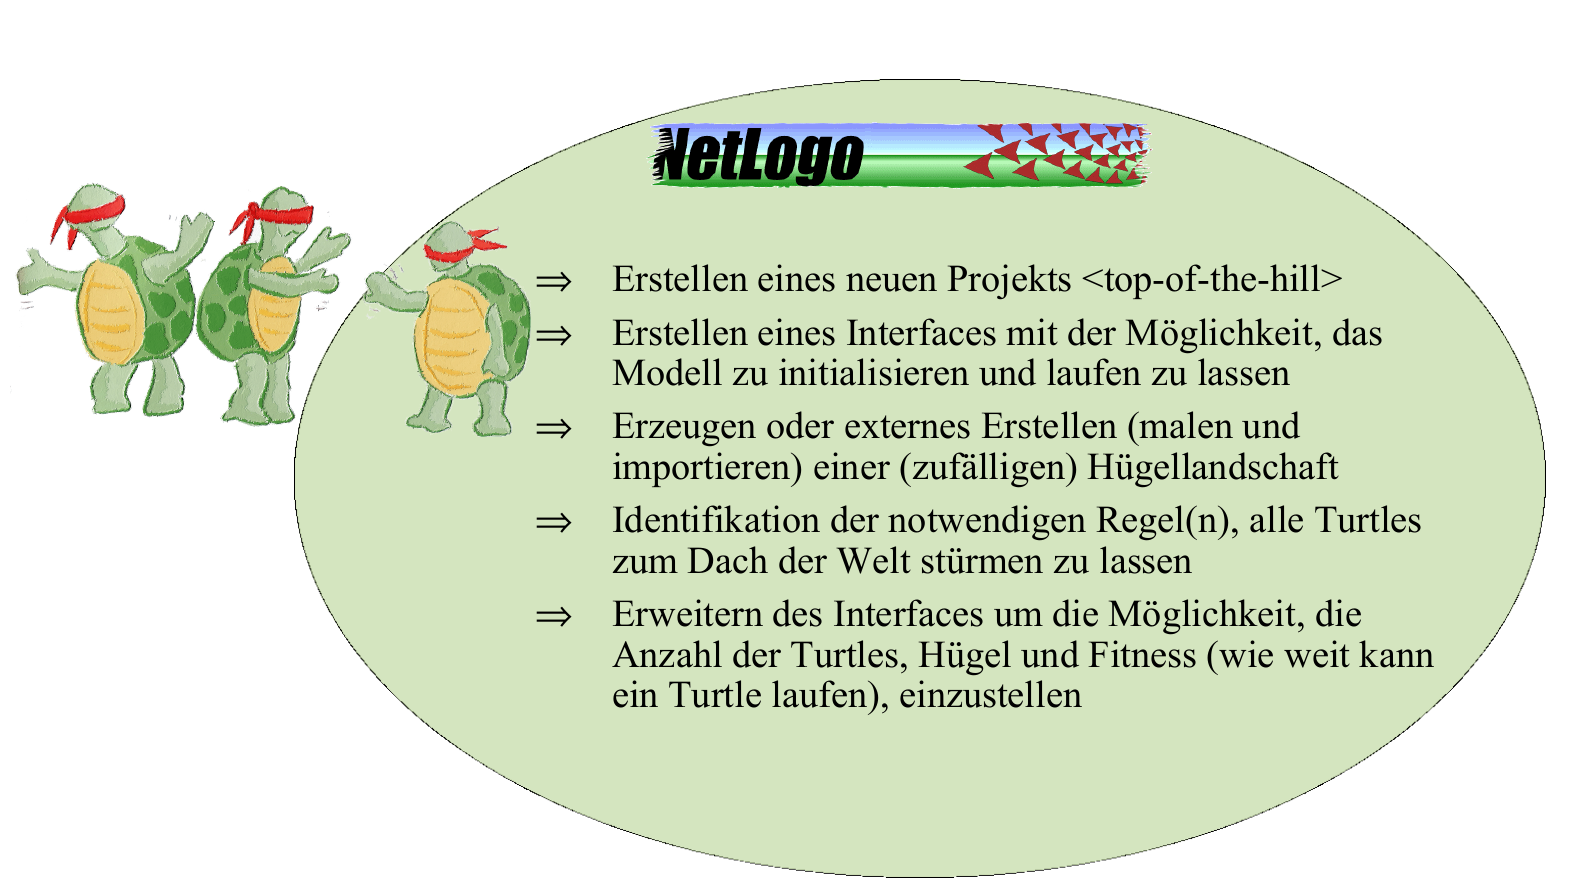 NetLogo
⇒ Erstellen eines neuen Projekts <top-of-the-hill>
⇒ Erstellen eines Interfaces mit der Möglichkeit, das
Modell zu initialisieren und laufen zu lassen
⇒ Erzeugen oder externes Erstellen (malen und
importieren) einer (zufälligen) Hügellandschaft
⇒ Identifikation der notwendigen Regel(n), alle Turtles
zum Dach der Welt stürmen zu lassen
⇒ Erweitern des Interfaces um die Möglichkeit, die
Anzahl der Turtles, Hügel und Fitness (wie weit kann
ein Turtle laufen), einzustellen